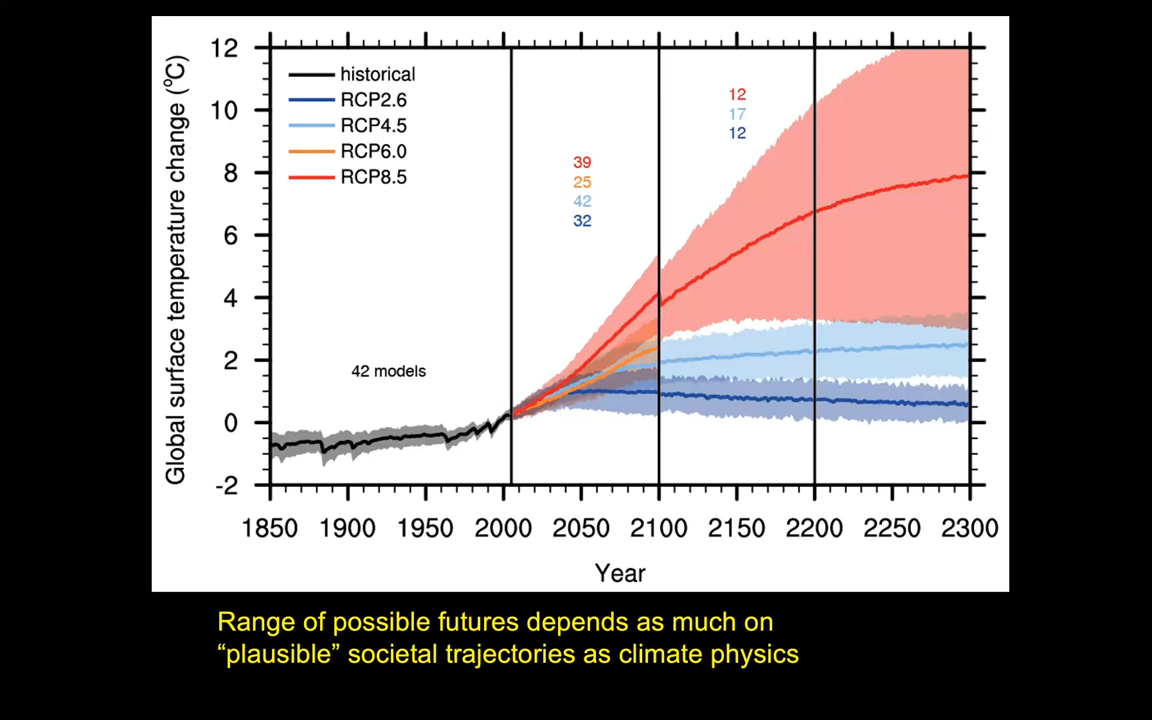 Global surface temperature change (ºC)
12
10
8
6
4
2
0
-2
historical
RCP2.6
RCP4.5
RCP6.0
RCP8.5
42 models
39
25
42
32
12
17
12
1850 1900 1950 2000 2050 2100 2150 2200 2250 2300
Year
Range of possible futures depends as much on
“plausible” societal trajectories as climate physics